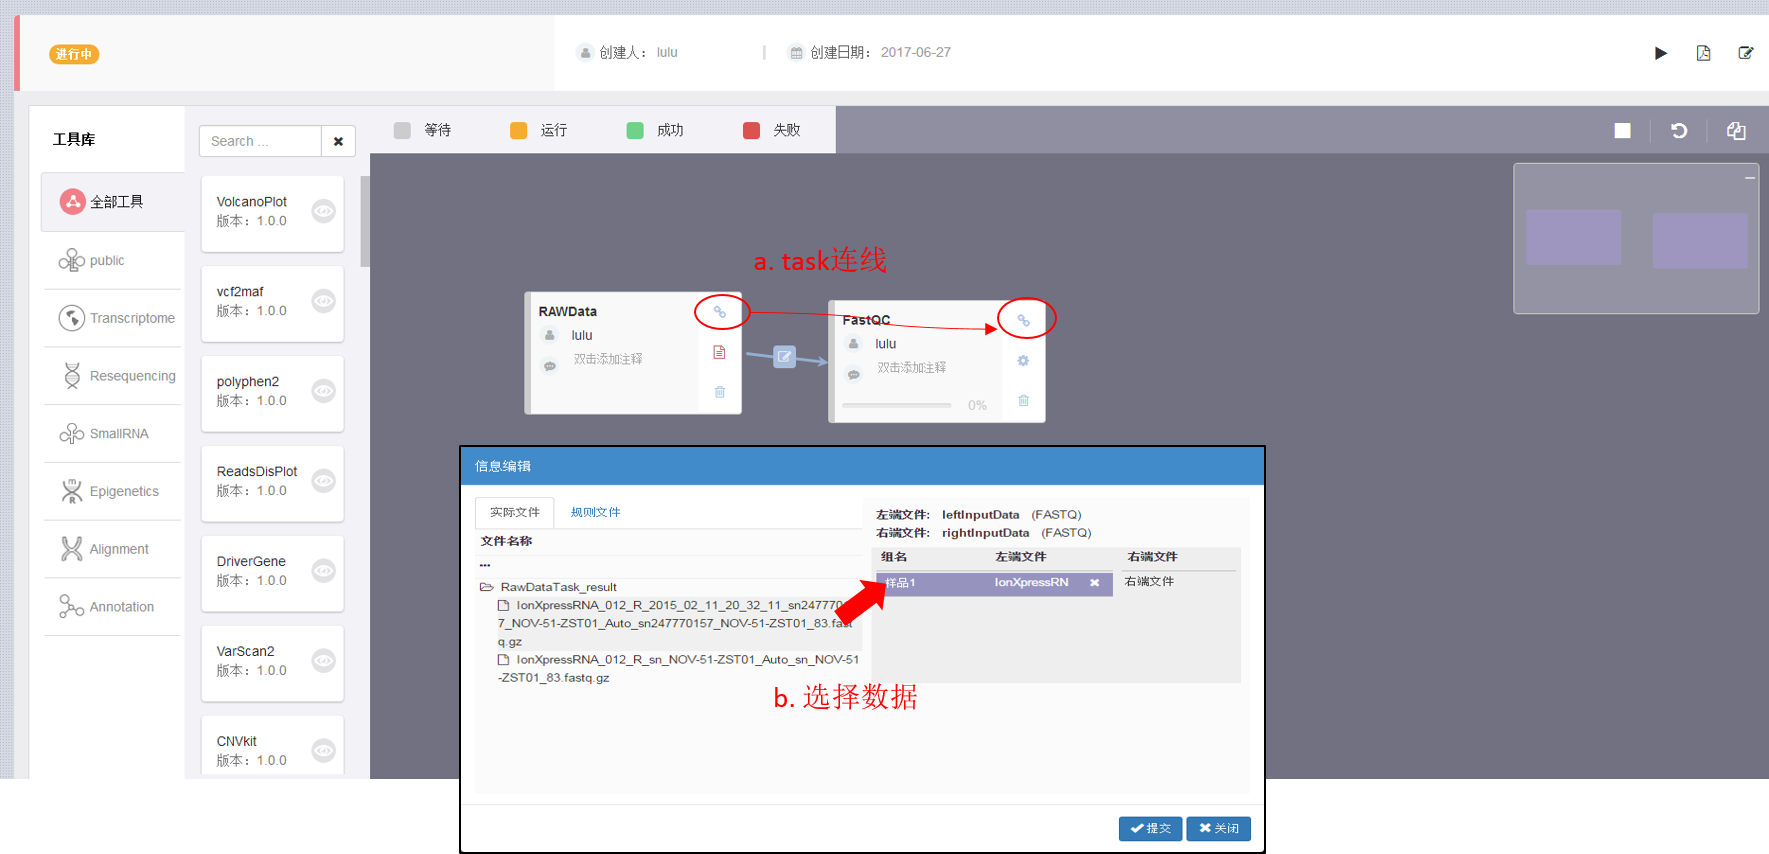 进行中
创建人： lulu
创建日期： 2017-06-27
工具库
Search ...
等待
运行
成功
失败
全部工具
public
Transcriptome
Resequencing
SmallRNA
Epigenetics
Alignment
Annotation
VolcanoPlot
版本： 1.0.0
vcf2maf
版本： 1.0.0
polyphen2
版本： 1.0.0
ReadsDisPlot
版本： 1.0.0
DriverGene
版本： 1.0.0
VarScan2
版本： 1.0.0
CNVkit
版本： 1.0.0
a. task连线
RAWData
lulu
双击添加注释
FastQC
lulu
双击添加注释
0%
信息编辑
实际文件
规则文件
文件名称
...
RawDataTask_result
IonXpressRNA_012_R_2015_02_11_20_32_11_sn247770
7_NOV-51-ZST01_Auto_sn247770157_NOV-51-ZST01_83.fast
q.gz
IonXpressRNA_012_R_sn_NOV-51-ZST01_Auto_sn_NOV-51
-ZST01_83.fastq.gz
左端文件: leftInputData (FASTQ)
右端文件: rightInputData (FASTQ)
组名 左端文件 右端文件
样品1 IonXpressRN 右端文件
b. 选择数据
提交
关闭